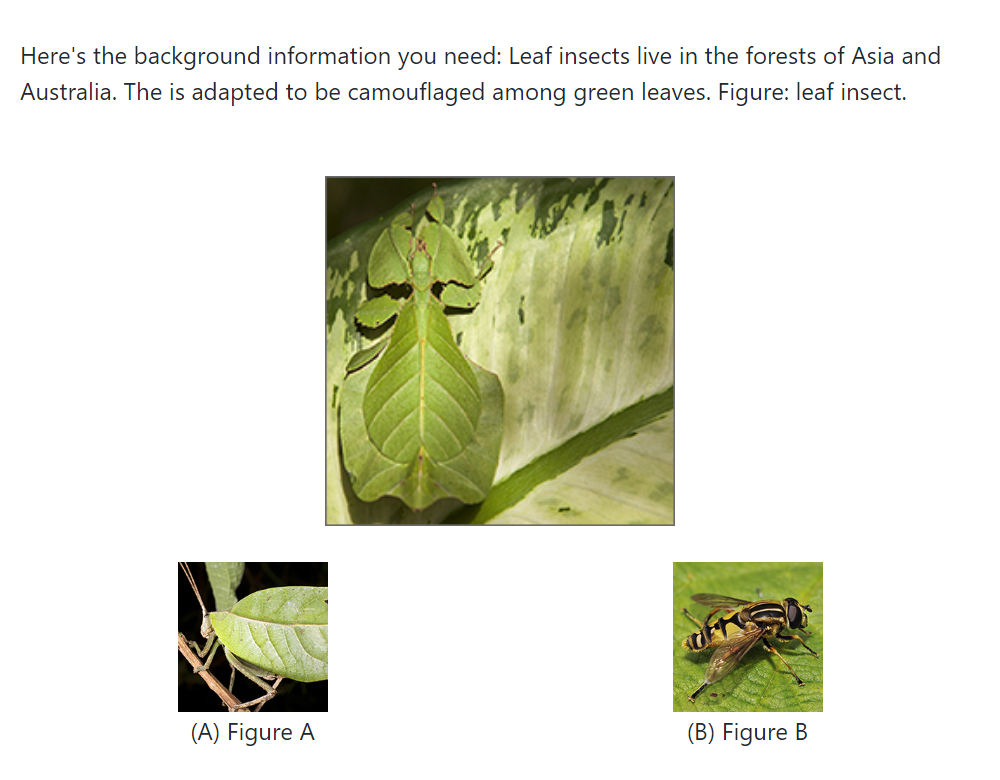 Here's the background information you need: Leaf insects live in the forests of Asia and
Australia. The is adapted to be camouflaged among green leaves. Figure: leaf insect.
(A) Figure A
(B) Figure B